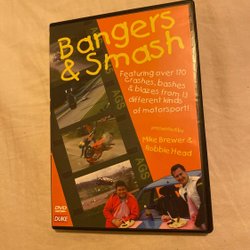 Bangers
& Smash
Featuring over 170
crashes, bashes
& blazes from 13
different kinds
of motorsport!
presented by
Mike Brewer &
Robbie Head
DVD
DUKE